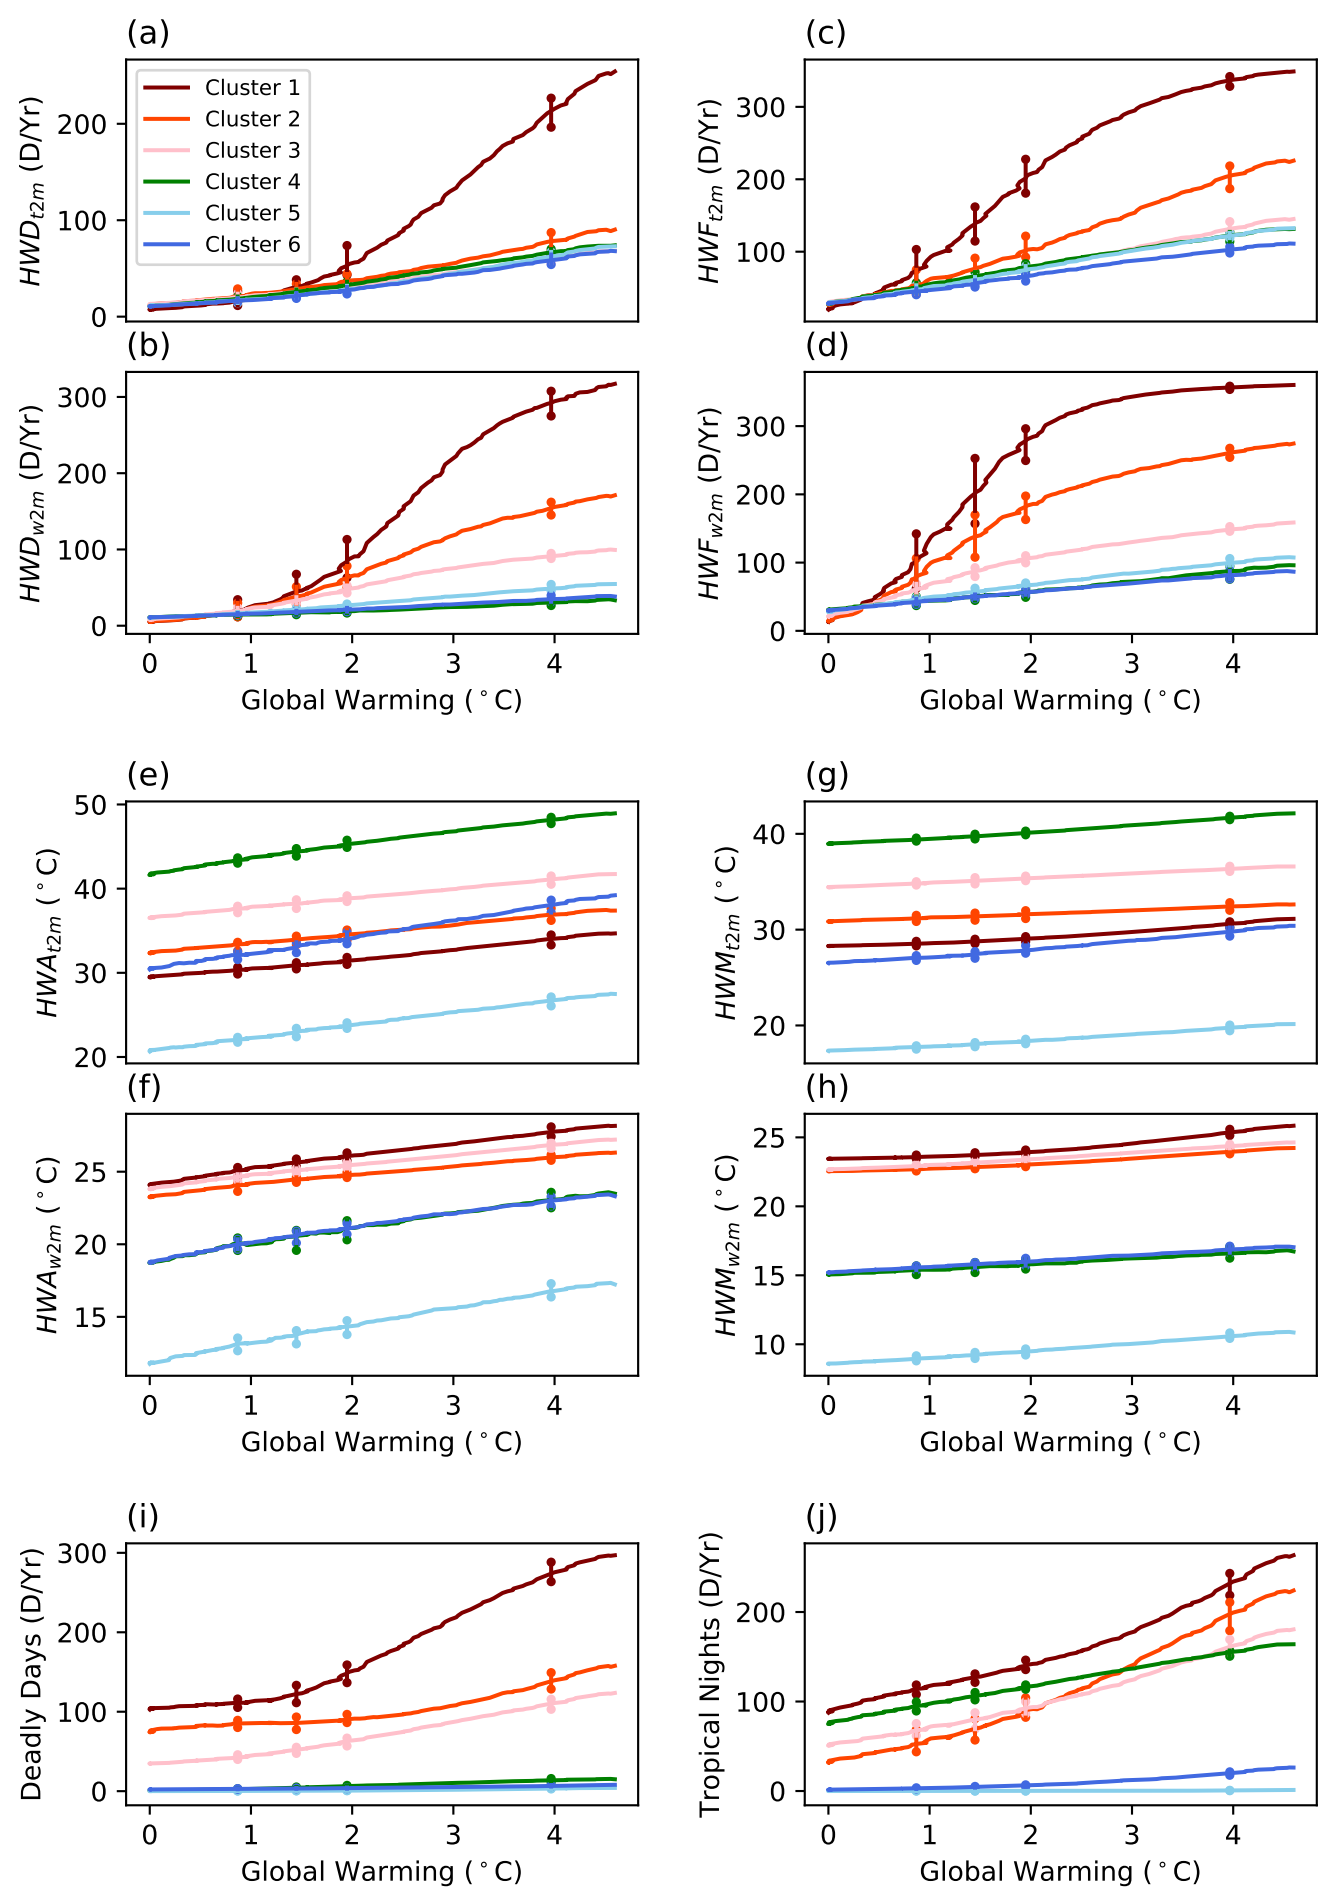 (a)
HWD_t2m (D/Yr)
200
100
0
Cluster 1
Cluster 2
Cluster 3
Cluster 4
Cluster 5
Cluster 6
(c)
HWF_t2m (D/Yr)
300
200
100
(b)
HWD_w2m (D/Yr)
300
200
100
0
0 1 2 3 4
Global Warming (°C)
(d)
HWF_w2m (D/Yr)
300
200
100
0
0 1 2 3 4
Global Warming (°C)
(e)
HWA_t2m (°C)
50
40
30
20
(g)
HWM_t2m (°C)
40
30
20
(f)
HWA_w2m (°C)
25
20
15
0 1 2 3 4
Global Warming (°C)
(h)
HWM_w2m (°C)
25
20
15
10
0 1 2 3 4
Global Warming (°C)
(i)
Deadly Days (D/Yr)
300
200
100
0
0 1 2 3 4
Global Warming (°C)
(j)
Tropical Nights (D/Yr)
200
100
0
0 1 2 3 4
Global Warming (°C)